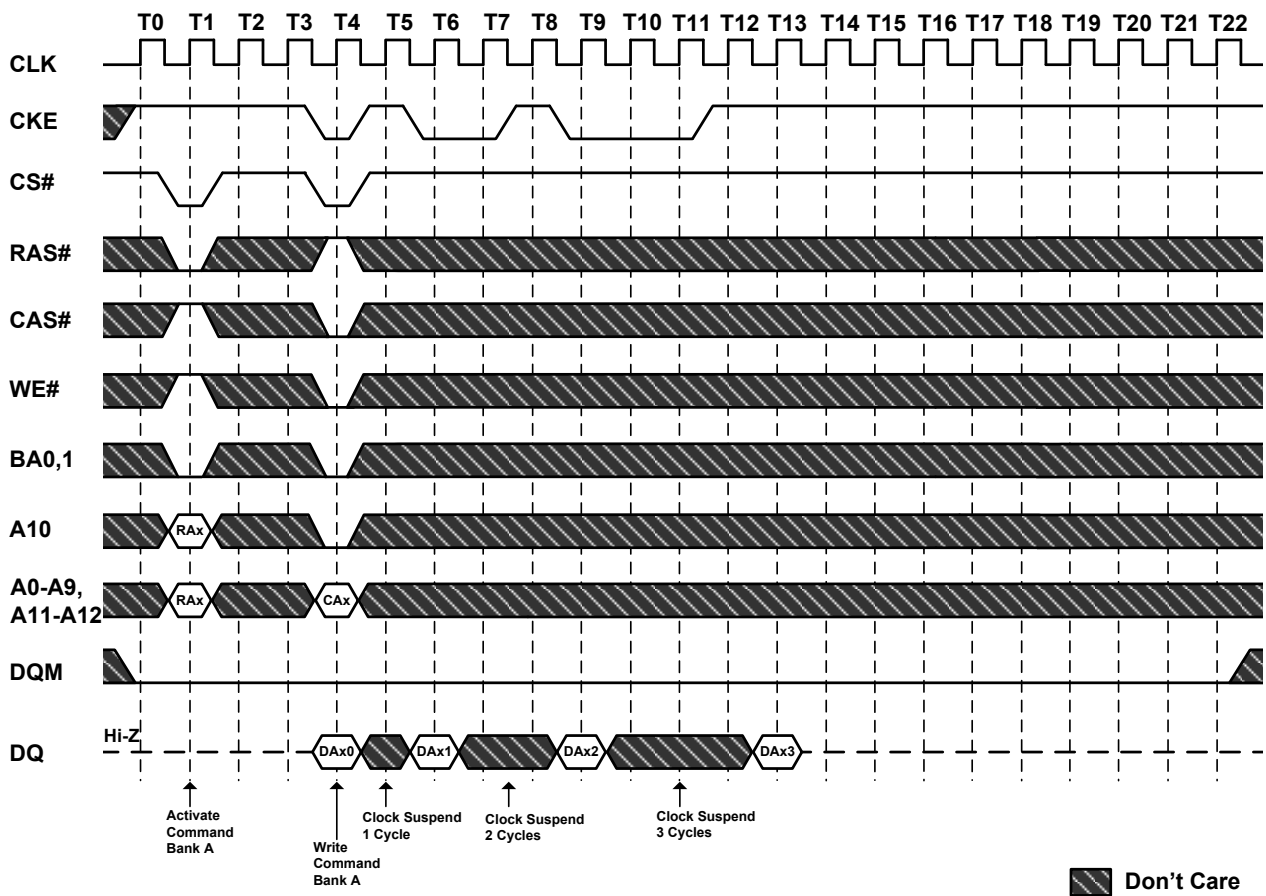 T0 T1 T2 T3 T4 T5 T6 T7 T8 T9 T10 T11 T12 T13 T14 T15 T16 T17 T18 T19 T20 T21 T22
CLK
CKE
CS#
RAS#
CAS#
WE#
BA0,1
A10 RAx
A0-A9,
A11-A12 RAx CAx
DQM
Hi-Z
DQ DAx0 DAx1 DAx2 DAx3
Activate
Command
Bank A
Write
Command
Bank A
Clock Suspend
1 Cycle
Clock Suspend
2 Cycles
Clock Suspend
3 Cycles
Don't Care